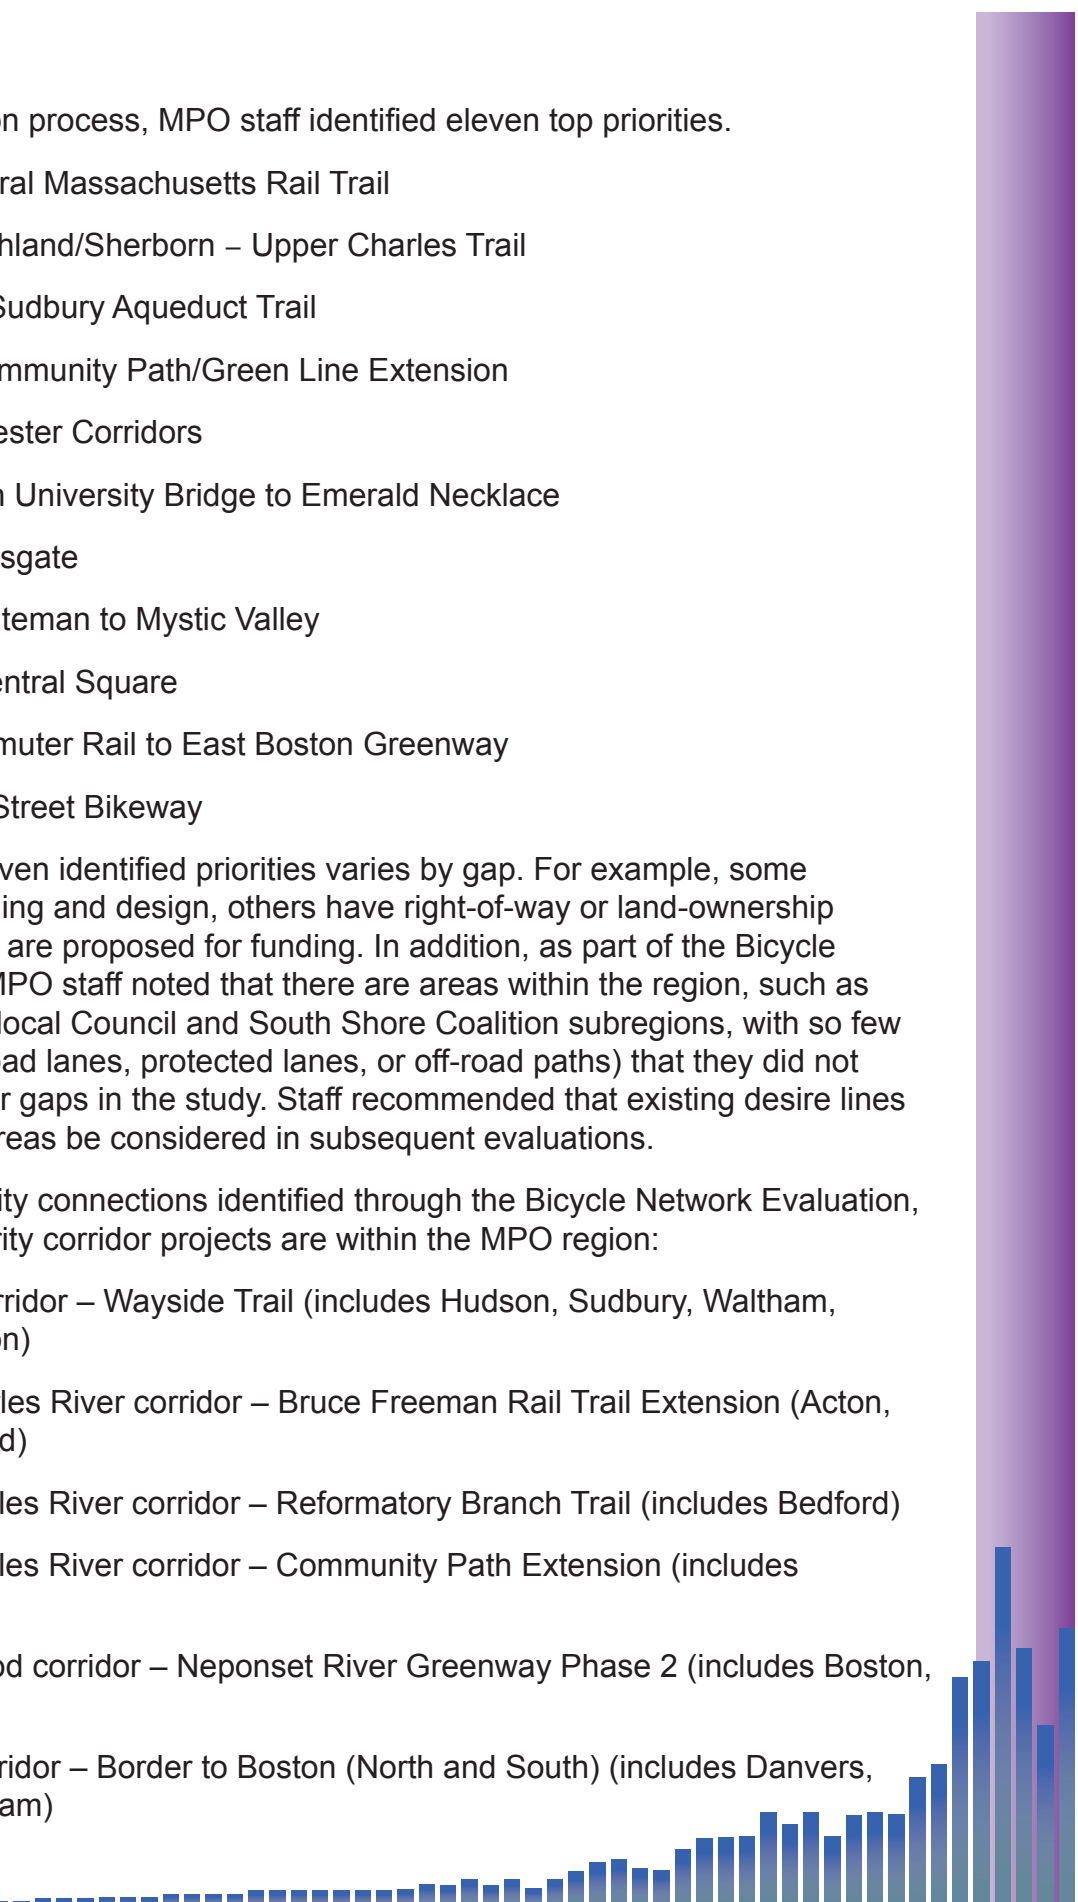 on process, MPO staff identified eleven top priorities.
ral Massachusetts Rail Trail
hland/Sherborn – Upper Charles Trail
Sudbury Aqueduct Trail
mmunity Path/Green Line Extension
ester Corridors
n University Bridge to Emerald Necklace
sgate
teman to Mystic Valley
entral Square
muter Rail to East Boston Greenway
Street Bikeway
ven identified priorities varies by gap. For example, some
ing and design, others have right-of-way or land-ownership
are proposed for funding. In addition, as part of the Bicycle
MPO staff noted that there are areas within the region, such as
local Council and South Shore Coalition subregions, with so few
oad lanes, protected lanes, or off-road paths) that they did not
r gaps in the study. Staff recommended that existing desire lines
reas be considered in subsequent evaluations.
ity connections identified through the Bicycle Network Evaluation,
rity corridor projects are within the MPO region:
rridor – Wayside Trail (includes Hudson, Sudbury, Waltham,
on)
rles River corridor – Bruce Freeman Rail Trail Extension (Acton,
d)
les River corridor – Reformatory Branch Trail (includes Bedford)
les River corridor – Community Path Extension (includes
od corridor – Neponset River Greenway Phase 2 (includes Boston,
ridor – Border to Boston (North and South) (includes Danvers,
am)